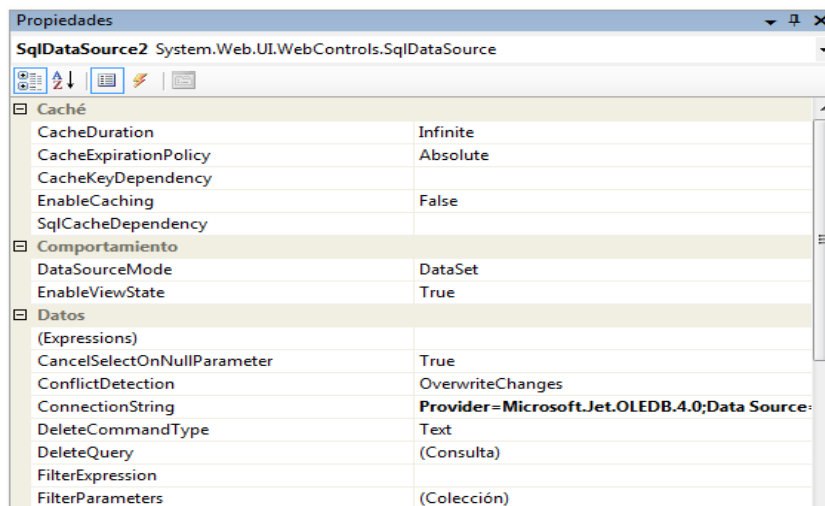 Propiedades
SqlDataSource2 System.Web.UI.WebControls.SqlDataSource
Caché
CacheDuration Infinite
CacheExpirationPolicy Absolute
CacheKeyDependency
EnableCaching False
SqlCacheDependency
Comportamiento
DataSourceMode DataSet
EnableViewState True
Datos
(Expressions)
CancelSelectOnNullParameter True
ConflictDetection OverwriteChanges
ConnectionString Provider=Microsoft.Jet.OLEDB.4.0;Data Source=
DeleteCommandType Text
DeleteQuery (Consulta)
FilterExpression
FilterParameters (Colección)